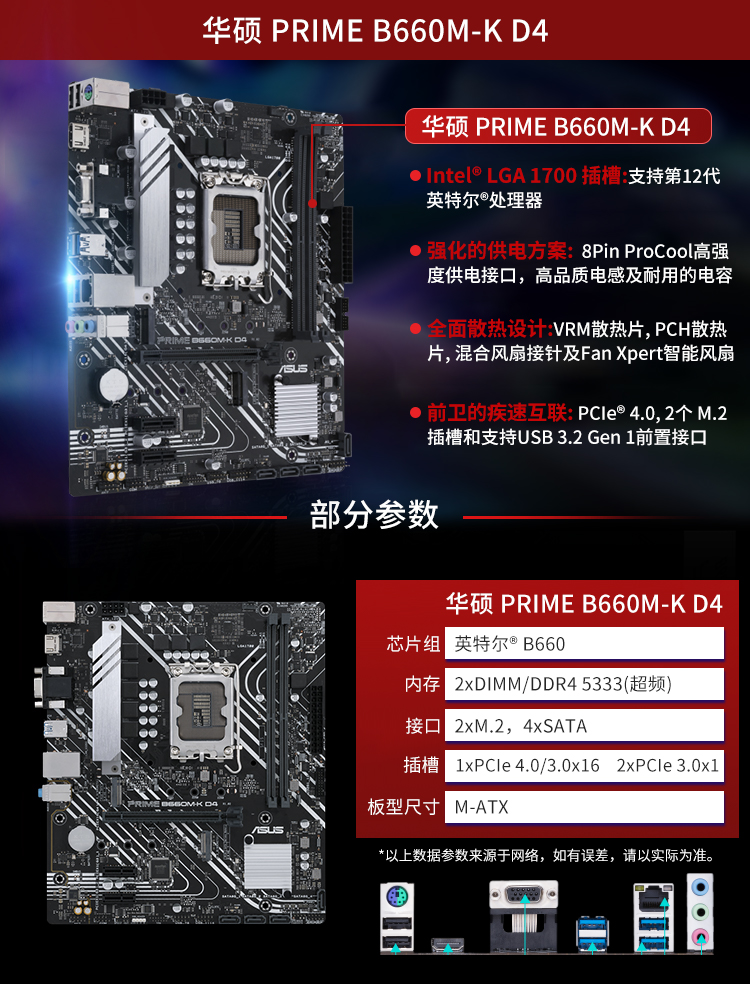 华硕 PRIME B660M-K D4
华硕 PRIME B660M-K D4
● Intel® LGA 1700 插槽:支持第12代
英特尔®处理器
● 强化的供电方案: 8Pin ProCool高强
度供电接口，高品质电感及耐用的电容
● 全面散热设计:VRM散热片, PCH散热
片, 混合风扇接针及Fan Xpert智能风扇
● 前卫的疾速互联: PCIe® 4.0, 2个 M.2
插槽和支持USB 3.2 Gen 1前置接口
PRIME B660M-K D4
ASUS
部分参数
华硕 PRIME B660M-K D4
芯片组 英特尔® B660
内存 2xDIMM/DDR4 5333(超频)
接口 2xM.2，4xSATA
插槽 1xPCIe 4.0/3.0x16 2xPCIe 3.0x1
板型尺寸 M-ATX
*以上数据参考来源于网络，如有误差，请以实际为准。
PRIME B660M-K D4
ASUS